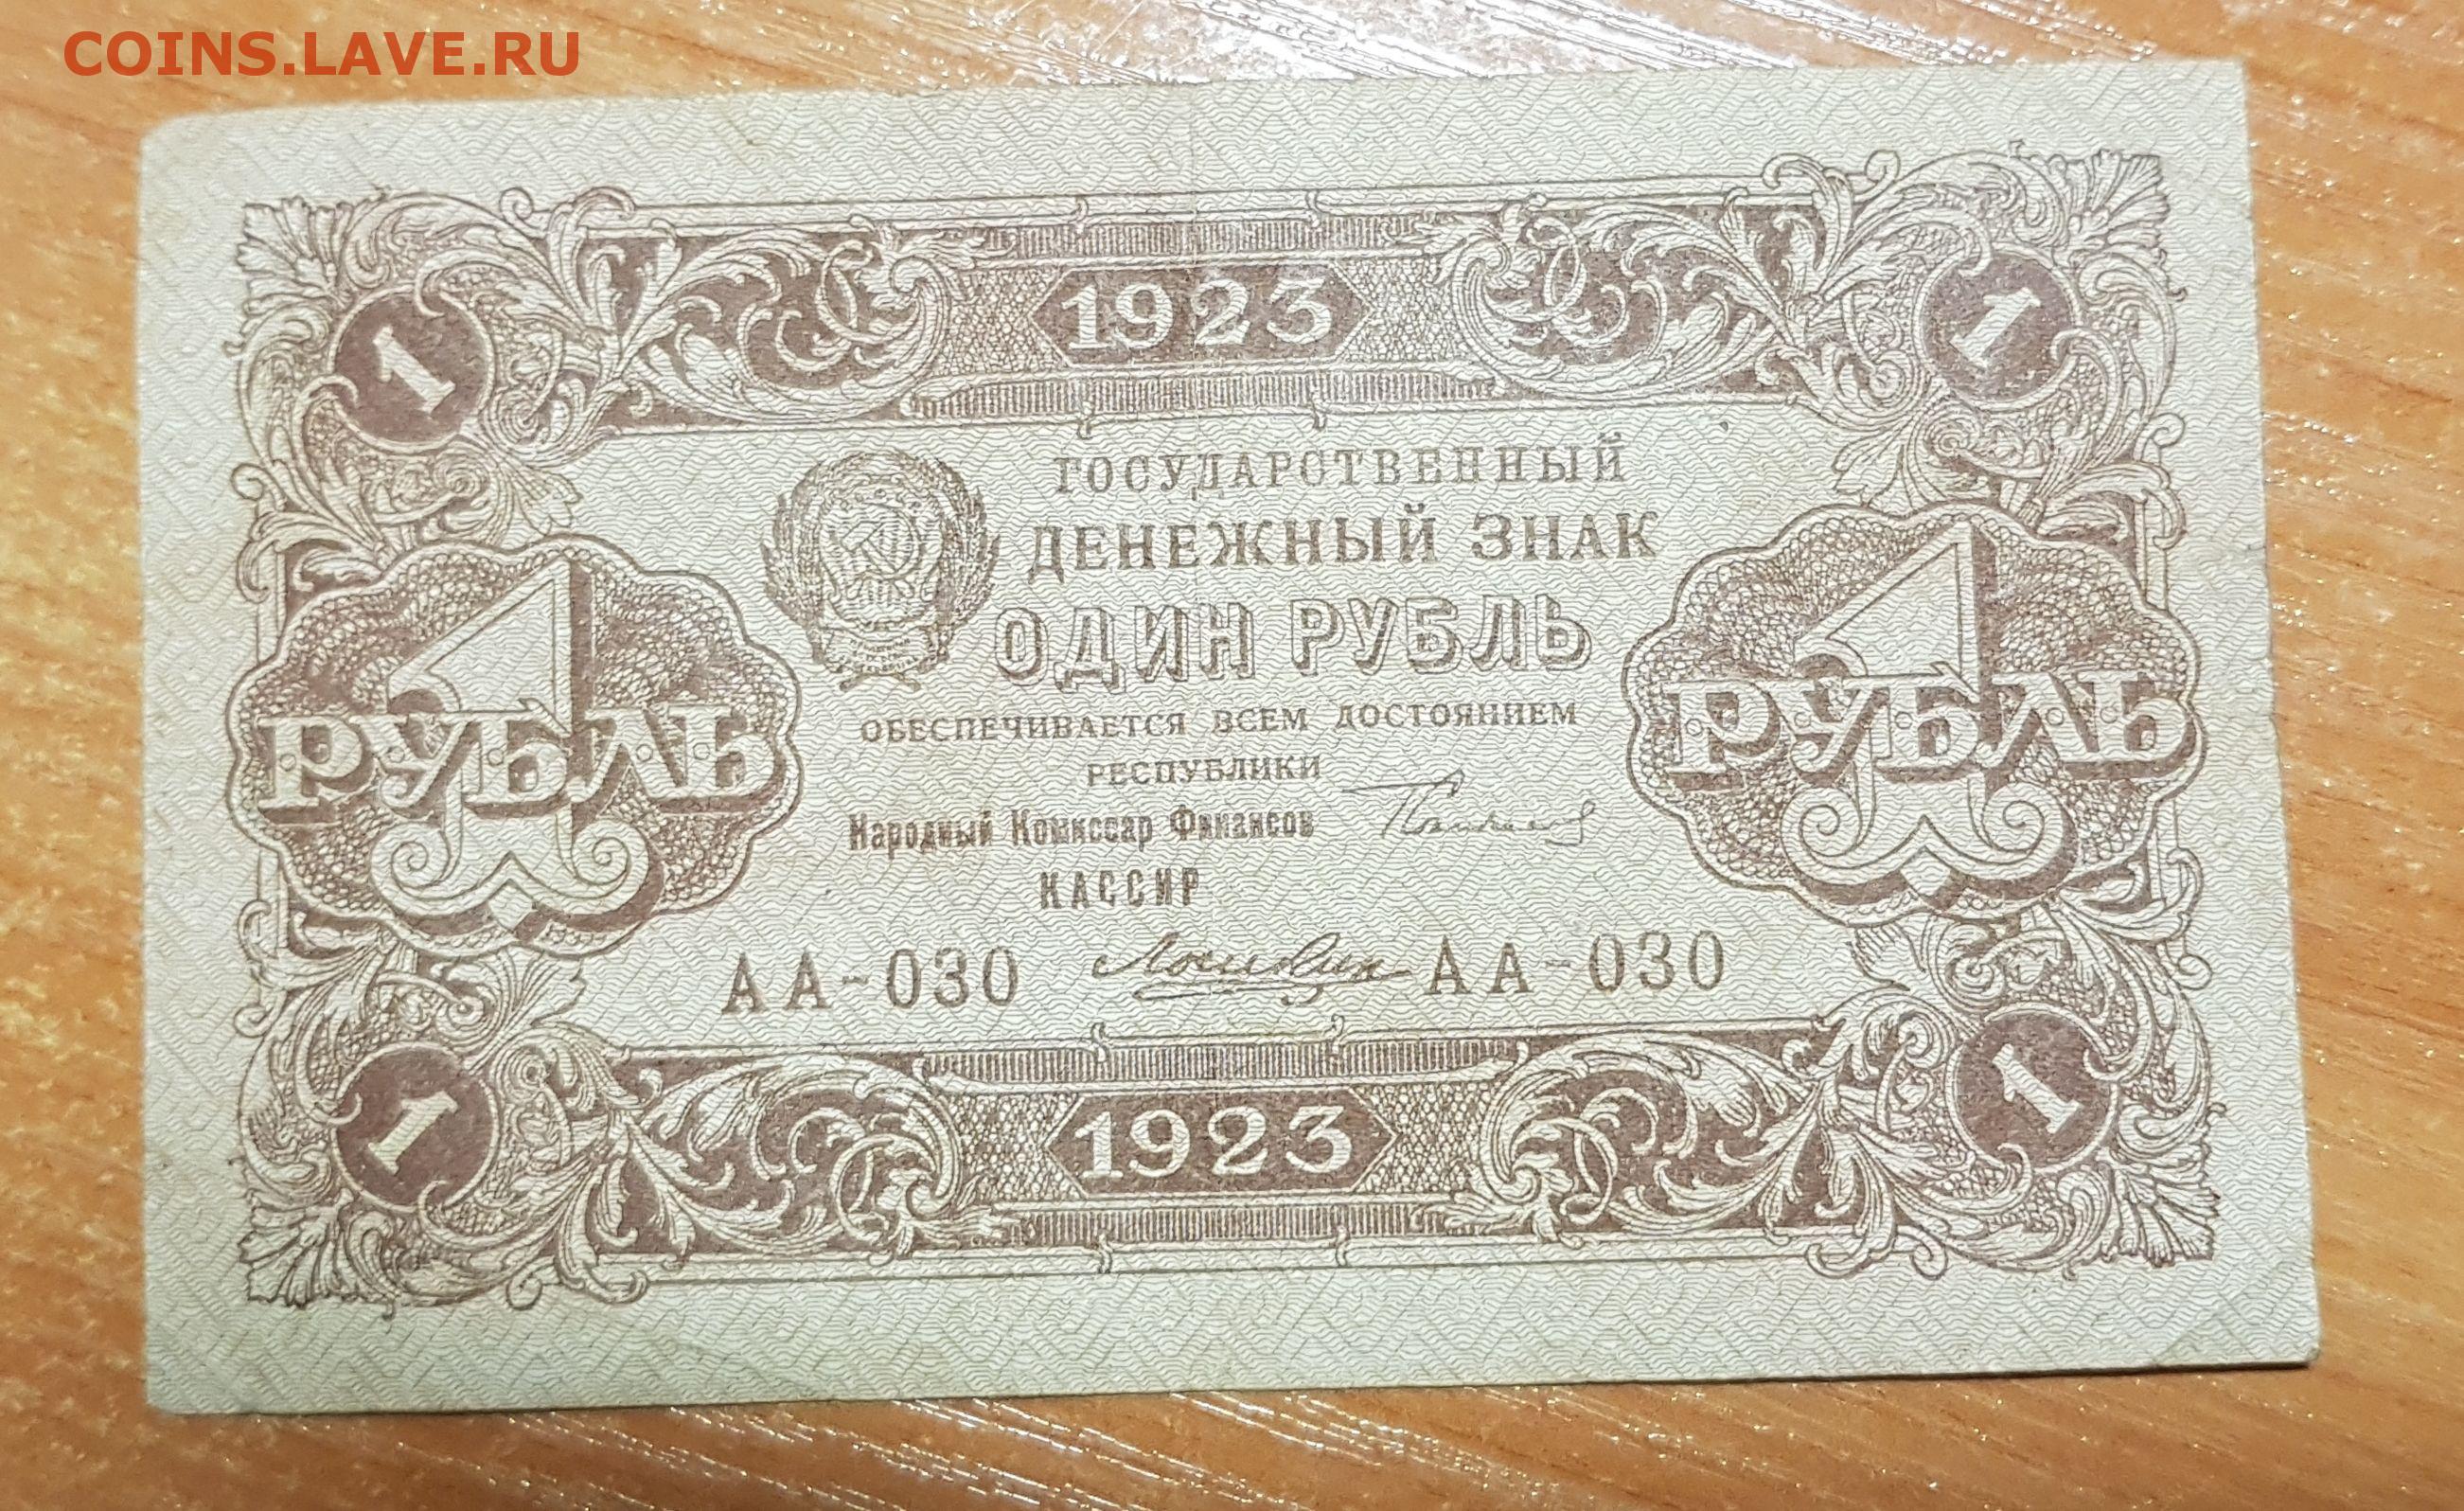 COINS.LAVE.RU
1 1923 1
ГОСУДАРСТВЕННЫЙ
ДЕНЕЖНЫЙ ЗНАК
ОДИН РУБЛЬ
1 РУБЛЬ
1 РУБЛЬ
ОБЕСПЕЧИВАЕТСЯ ВСЕМ ДОСТОЯНИЕМ
РЕСПУБЛИКИ
Народный Комиссар Финансов
КАССИР
АА-030 АА-030
1 1923 1